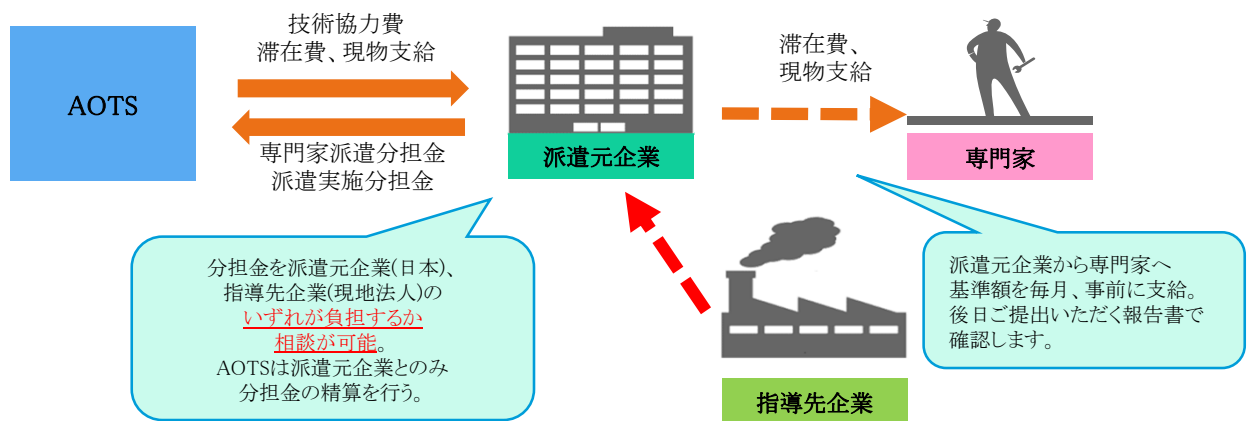 技術協力費
滞在費、現物支給
AOTS
専門家派遣分担金
派遣実施分担金
派遣元企業
滞在費、
現物支給
専門家
分担金を派遣元企業(日本)、
指導先企業(現地法人)の
いずれが負担するか
相談が可能。
AOTSは派遣元企業とのみ
分担金の精算を行う。
派遣元企業から専門家へ
基準額を毎月、事前に支給。
後日ご提出いただく報告書で
確認します。
指導先企業